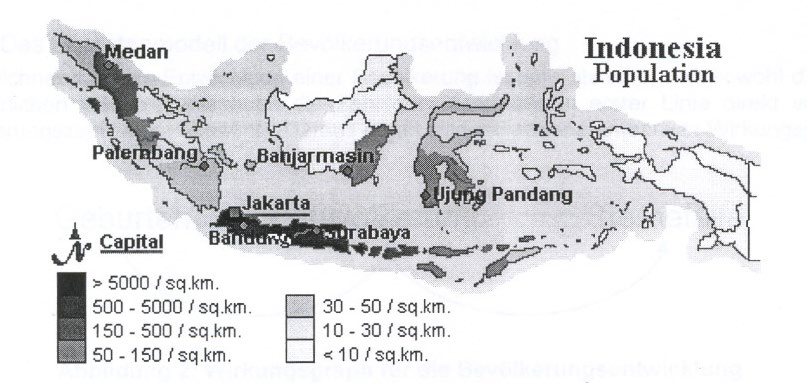 Indonesia
Population
Medan
Palembang
Banjarmasin
Ujung Pandang
Jakarta
Bandung
Surabaya
Capital
> 5000 / sq.km.
500 - 5000 / sq.km.
150 - 500 / sq.km.
50 - 150 / sq.km.
30 - 50 / sq.km.
10 - 30 / sq.km.
< 10 / sq.km.